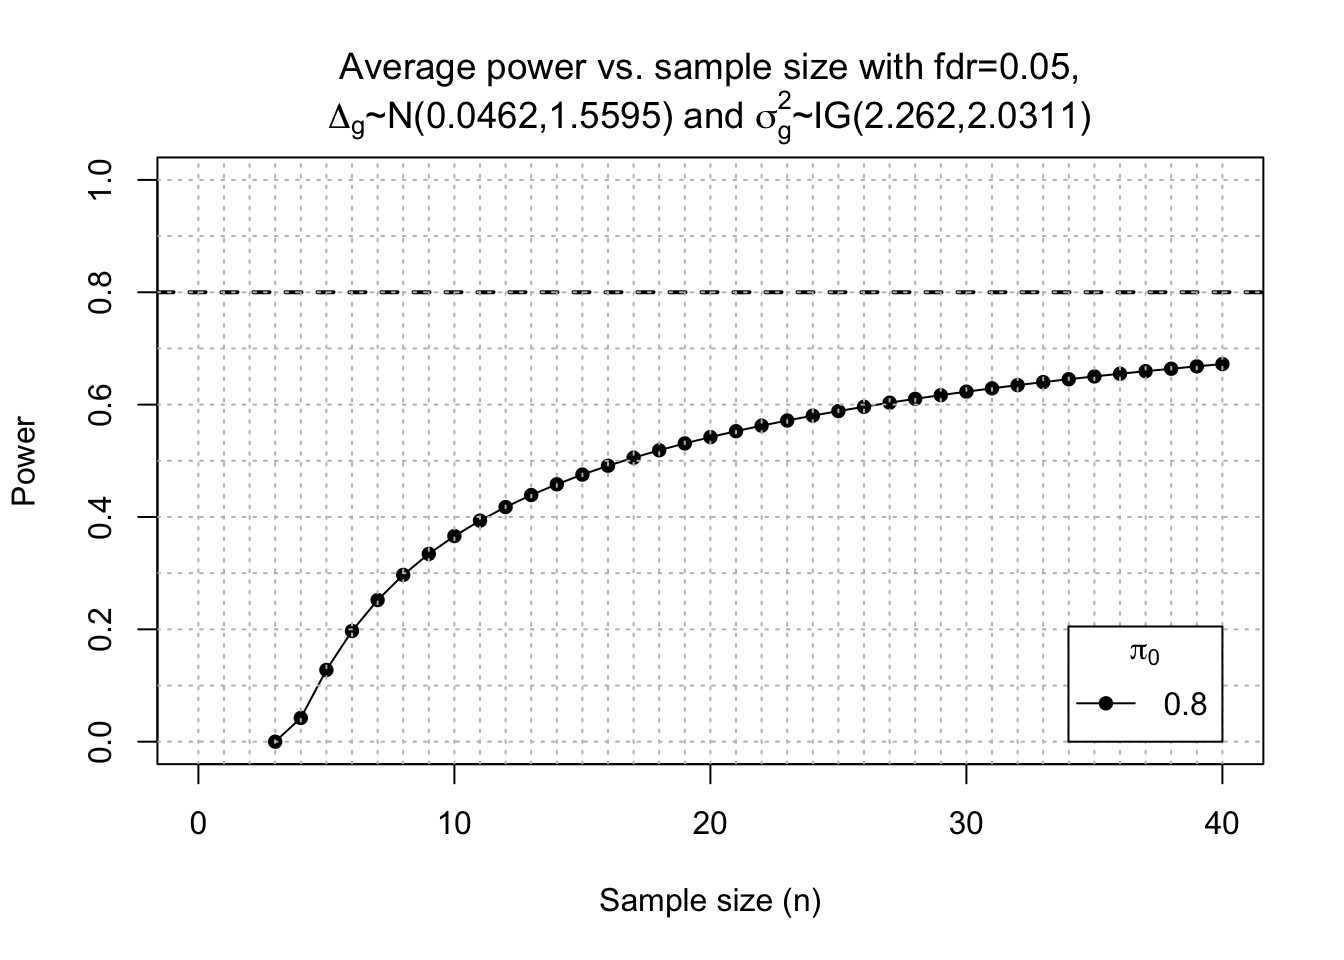 Average power vs. sample size with fdr=0.05,
Δg~N(0.0462,1.5595) and σg2~IG(2.262,2.0311)
1.0
0.8
0.6
0.4
0.2
0.0
Power
π0
0.8
0 10 20 30 40
Sample size (n)